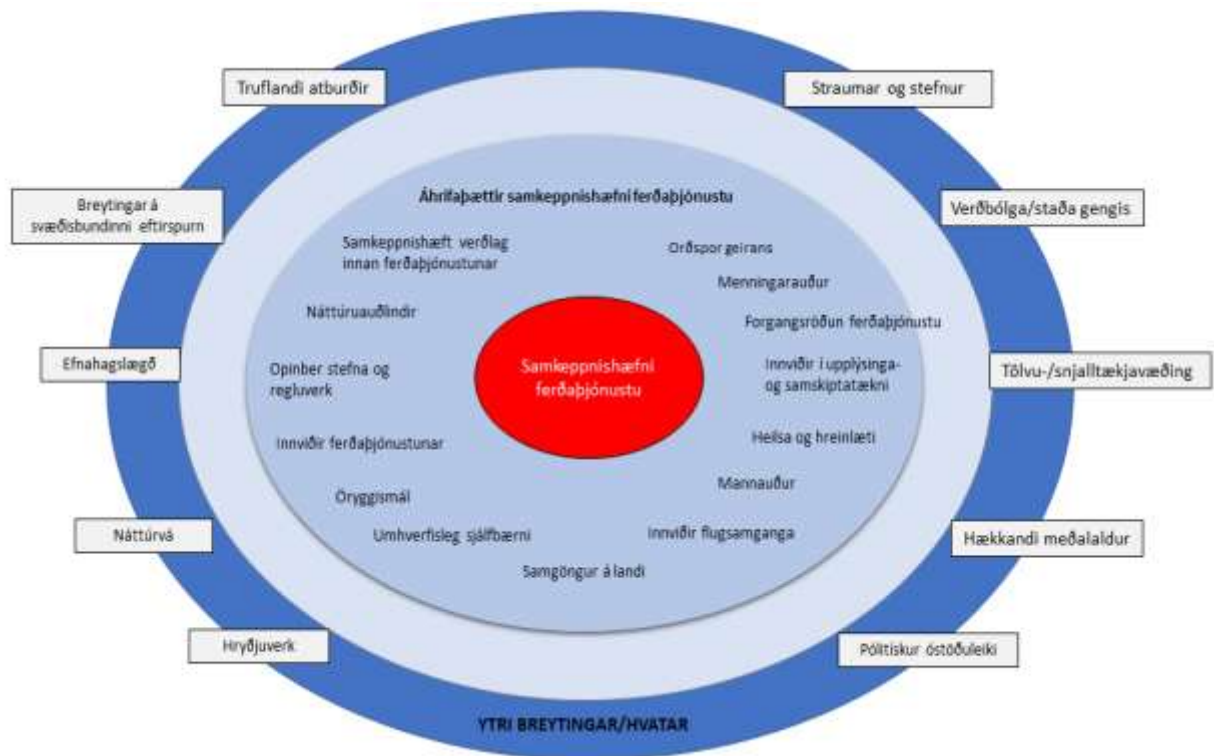 Truflandi atburðir
Straumar og stefnur
Breytingar á
svæðisbundinni eftirspurn
Verðbólga/staða gengis
Áhrifaþættir samkeppnishæfni ferðaþjónustu
Samkeppnishæft verðlag
innan ferðaþjónustunar
Orðspor geirans
Menningarauður
Náttúruauðlindir
Forgangsröðun ferðaþjónustu
Efnahagslægð
Opinber stefna og
regluverk
Samkeppnishæfni
ferðaþjónustu
Innviðir í upplýsinga-
og samskiptatækni
Tölvu-/snjalltækjavæðing
Innviðir ferðaþjónustunar
Heilsa og hreinlæti
Öryggismál
Mannauður
Náttúrvá
Umhverfisleg sjálfbærni
Innviðir flugsamganga
Hækkandi meðalaldur
Samgöngur á landi
Hryðjuverk
Pólitískur óstöðuleiki
YTRI BREYTINGAR/HVATAR